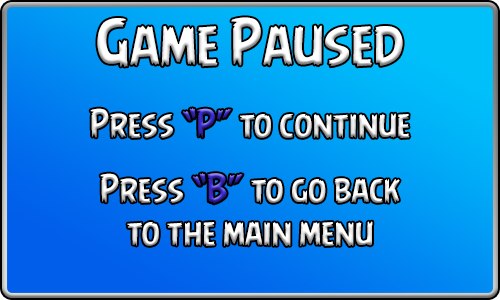 Game Paused
Press "P" to continue
Press "B" to go back
to the main menu